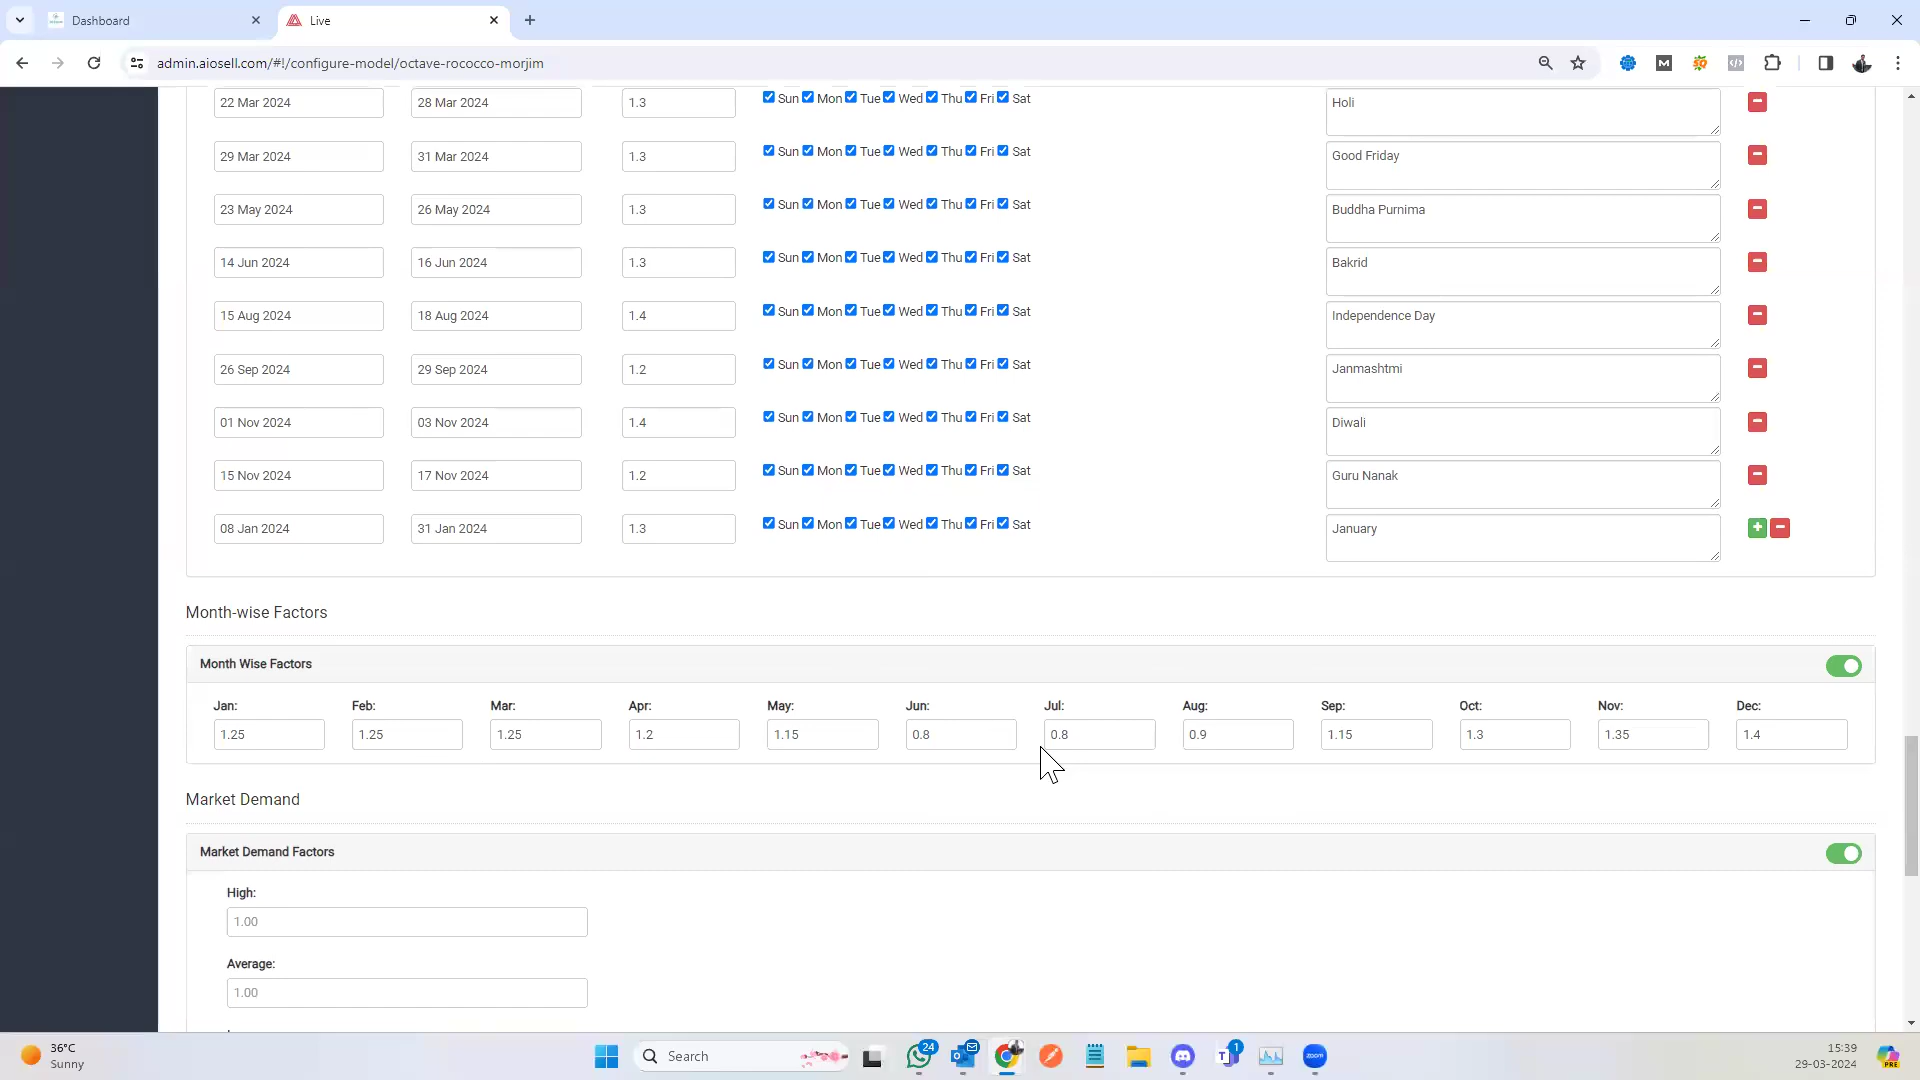 Dashboard
Live
admin.aiosell.com/#!/configure-model/octave-rococco-morjim
22 Mar 2024 28 Mar 2024 1.3 Sun Mon Tue Wed Thu Fri Sat Holi
29 Mar 2024 31 Mar 2024 1.3 Sun Mon Tue Wed Thu Fri Sat Good Friday
23 May 2024 26 May 2024 1.3 Sun Mon Tue Wed Thu Fri Sat Buddha Purnima
14 Jun 2024 16 Jun 2024 1.3 Sun Mon Tue Wed Thu Fri Sat Bakrid
15 Aug 2024 18 Aug 2024 1.4 Sun Mon Tue Wed Thu Fri Sat Independence Day
26 Sep 2024 29 Sep 2024 1.2 Sun Mon Tue Wed Thu Fri Sat Janmashtmi
01 Nov 2024 03 Nov 2024 1.4 Sun Mon Tue Wed Thu Fri Sat Diwali
15 Nov 2024 17 Nov 2024 1.2 Sun Mon Tue Wed Thu Fri Sat Guru Nanak
08 Jan 2024 31 Jan 2024 1.3 Sun Mon Tue Wed Thu Fri Sat January
Month-wise Factors
Month Wise Factors
Jan: Feb: Mar: Apr: May: Jun: Jul: Aug: Sep: Oct: Nov: Dec:
1.25 1.25 1.25 1.2 1.15 0.8 0.8 0.9 1.15 1.3 1.35 1.4
Market Demand
Market Demand Factors
High:
1.00
Average:
1.00
36°C
Sunny
Search
24
1
zoom
PRE
15:39
29-03-2024